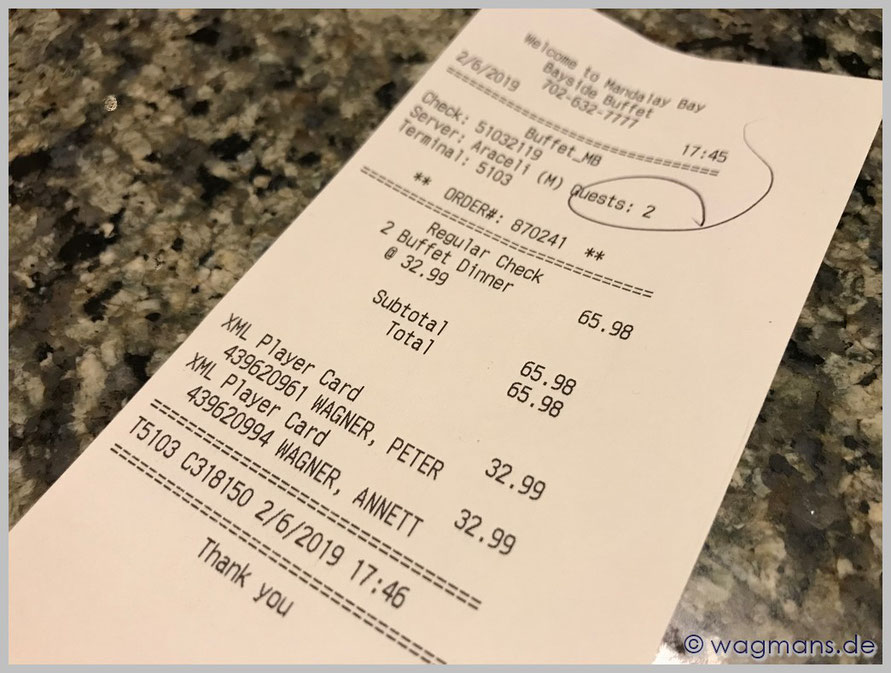 Welcome to Mandalay Bay
Bayside Buffet
702-632-7777
2/6/2019 17:45
==============================
Buffet_MB
Check: 51032119
Server: Araceli (M) Guests: 2
Terminal: 5103
** ORDER#: 870241 **
==============================
Regular Check
2 Buffet Dinner
@ 32.99 65.98
Subtotal 65.98
Total 65.98
XML Player Card
439620961 WAGNER, PETER 32.99
XML Player Card
439620994 WAGNER, ANNETT 32.99
==============================
T5103 C318150 2/6/2019 17:46
==============================
Thank you
© wagmans.de